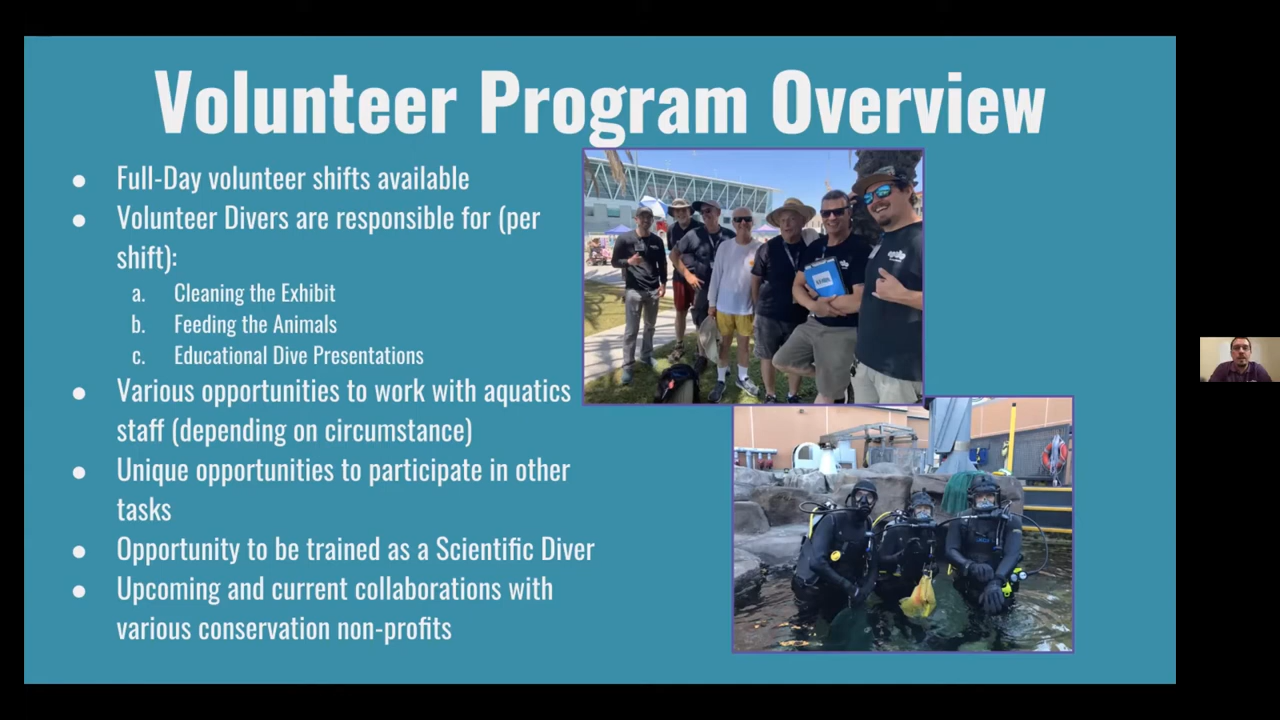 Volunteer Program Overview
● Full-Day volunteer shifts available
● Volunteer Divers are responsible for (per
shift):
a. Cleaning the Exhibit
b. Feeding the Animals
c. Educational Dive Presentations
● Various opportunities to work with aquatics
staff (depending on circumstance)
● Unique opportunities to participate in other
tasks
● Opportunity to be trained as a Scientific Diver
● Upcoming and current collaborations with
various conservation non-profits